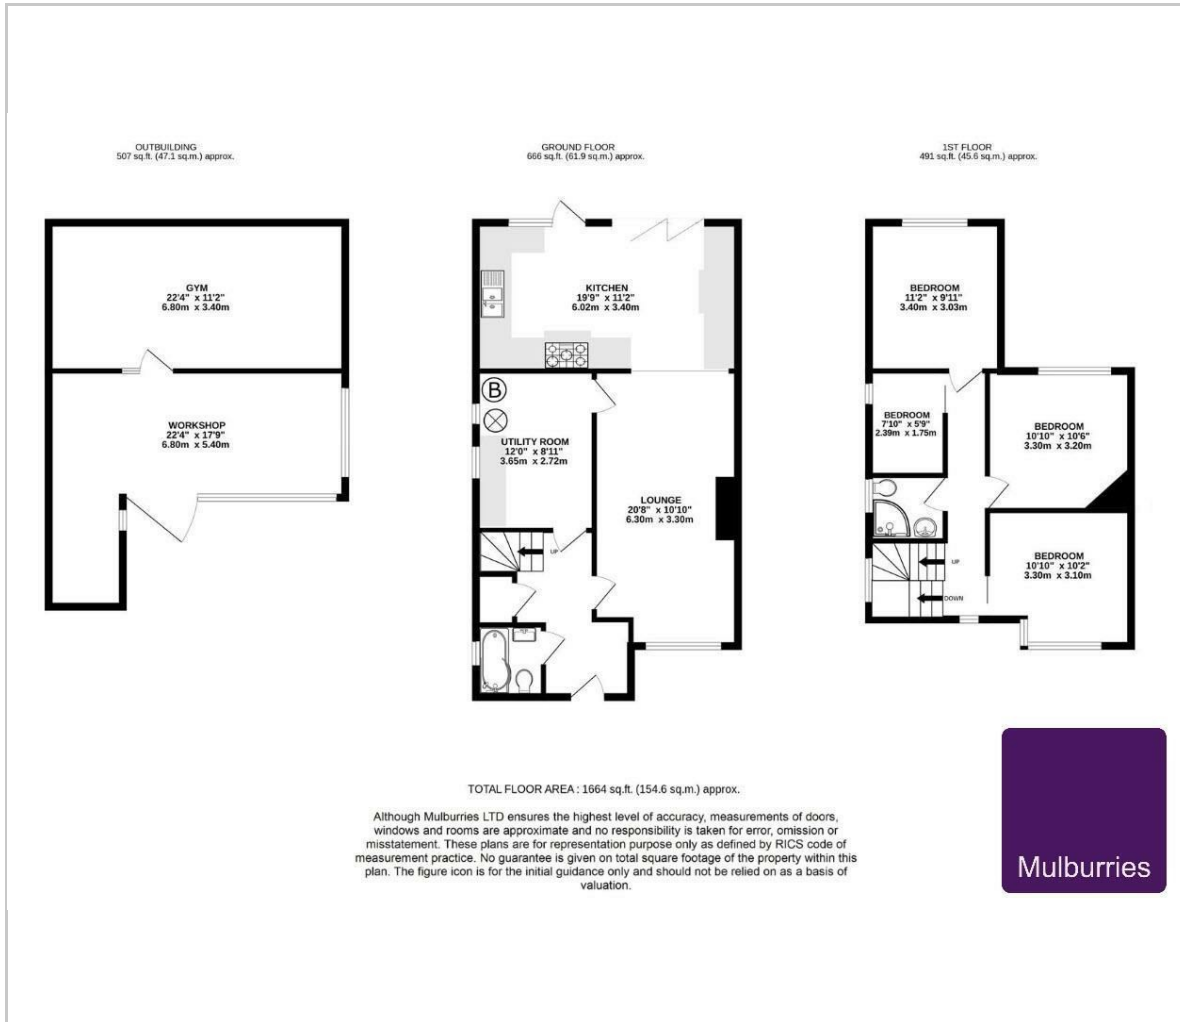 OUTBUILDING
507 sq.ft. (47.1 sq.m.) approx.
GYM
22'4" x 11'2"
6.80m x 3.40m
WORKSHOP
22'4" x 17'9"
6.80m x 5.40m
GROUND FLOOR
666 sq.ft. (61.9 sq.m.) approx.
KITCHEN
19'9" x 11'2"
6.02m x 3.40m
B
UTILITY ROOM
12'0" x 8'11"
3.65m x 2.72m
LOUNGE
20'8" x 10'10"
6.30m x 3.30m
UP
1ST FLOOR
491 sq.ft. (45.6 sq.m.) approx.
BEDROOM
11'2" x 9'11"
3.40m x 3.03m
BEDROOM
7'10" x 5'9"
2.39m x 1.75m
BEDROOM
10'10" x 10'6"
3.30m x 3.20m
BEDROOM
10'10" x 10'2"
3.30m x 3.10m
UP
DOWN
TOTAL FLOOR AREA : 1664 sq.ft. (154.6 sq.m.) approx.
Although Mulburries LTD ensures the highest level of accuracy, measurements of doors,
windows and rooms are approximate and no responsibility is taken for error, omission or
misstatement. These plans are for representation purpose only as defined by RICS code of
measurement practice. No guarantee is given on total square footage of the property within this
plan. The figure icon is for the initial guidance only and should not be relied on as a basis of
valuation.
Mulburries